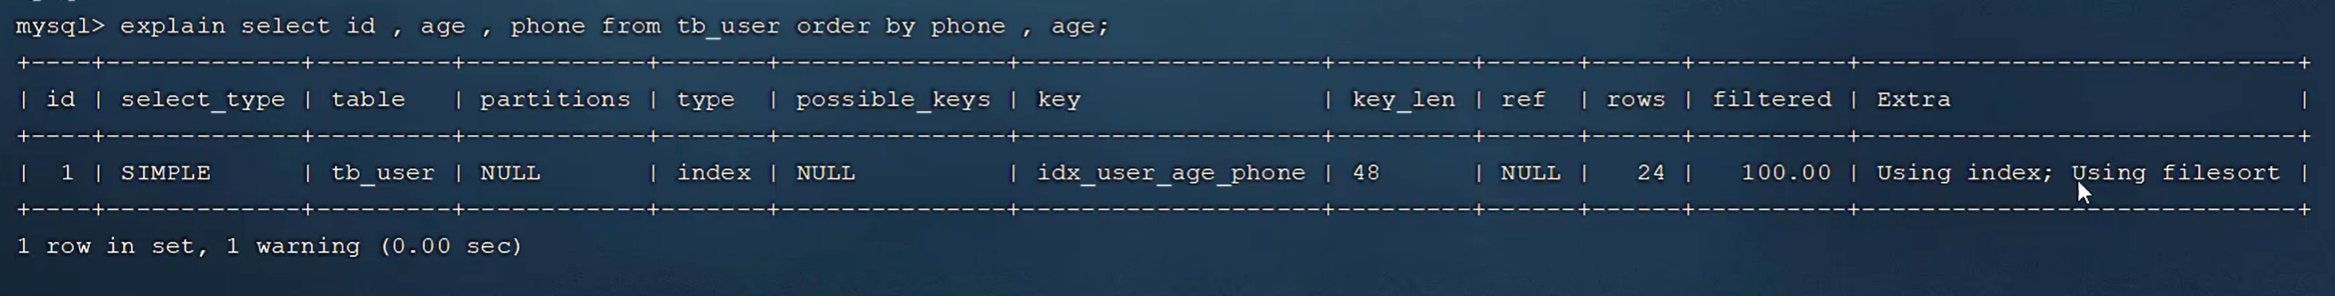 mysql> explain select id , age , phone from tb_user order by phone , age;
+----+-------------+---------+------------+-------+---------------+--------------------+---------+------+------+----------+-----------------------------+
| id | select_type | table   | partitions | type  | possible_keys | key                | key_len | ref  | rows | filtered | Extra                       |
+----+-------------+---------+------------+-------+---------------+--------------------+---------+------+------+----------+-----------------------------+
|  1 | SIMPLE      | tb_user | NULL       | index | NULL          | idx_user_age_phone | 48      | NULL |   24 |   100.00 | Using index; Using filesort |
+----+-------------+---------+------------+-------+---------------+--------------------+---------+------+------+----------+-----------------------------+
1 row in set, 1 warning (0.00 sec)